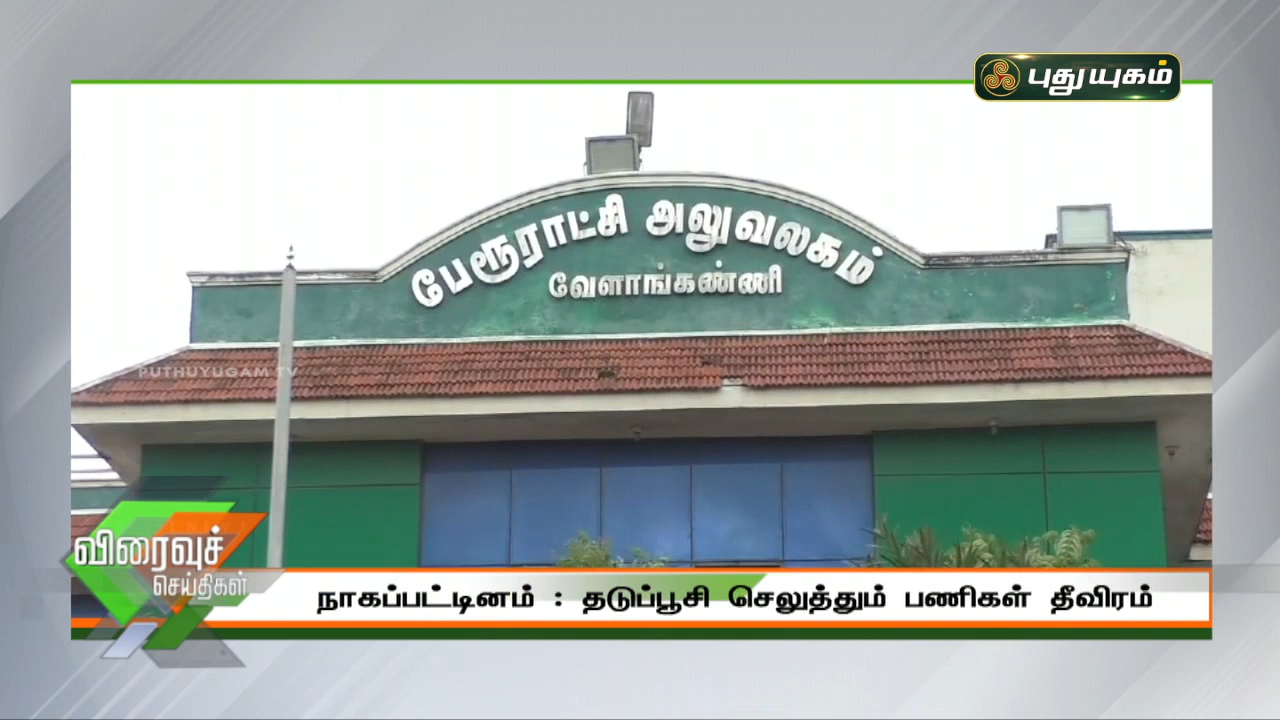 புதுயுகம்
பேரூராட்சி அலுவலகம்
வேளாங்கண்ணி
PUTHUYUGAM TV
விரைவுச்
செய்திகள்
நாகப்பட்டினம் : தடுப்பூசி செலுத்தும் பணிகள் தீவிரம்